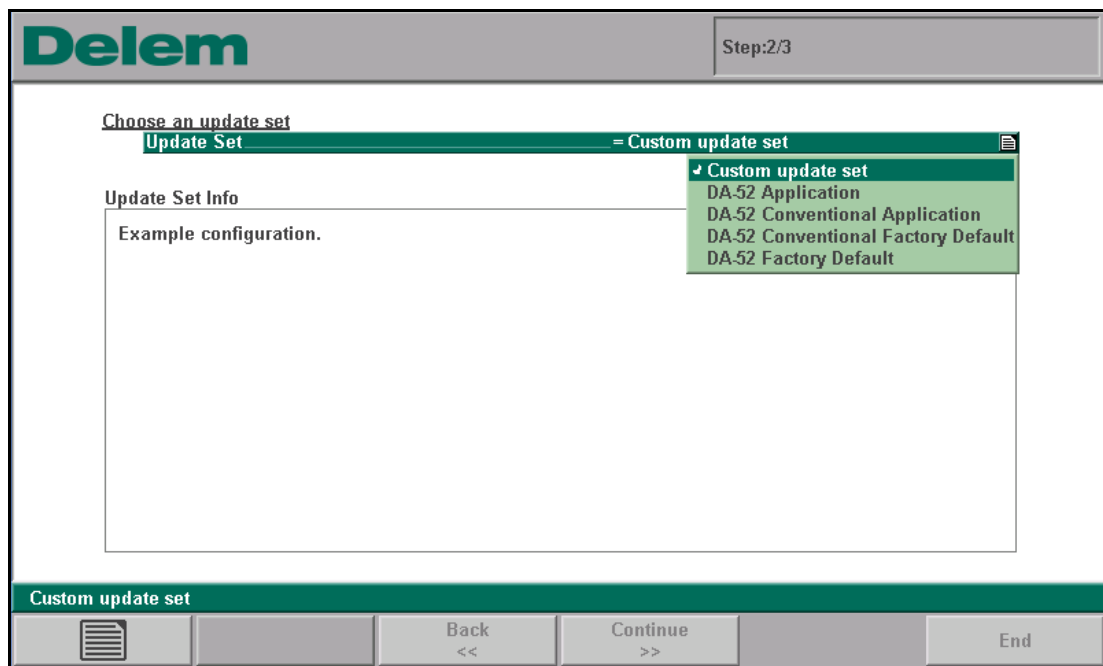 Delem
Step:2/3
Choose an update set
Update Set = Custom update set
Custom update set
DA-52 Application
DA-52 Conventional Application
DA-52 Conventional Factory Default
DA-52 Factory Default
Update Set Info
Example configuration.
Custom update set
Back
<<
Continue
>>
End